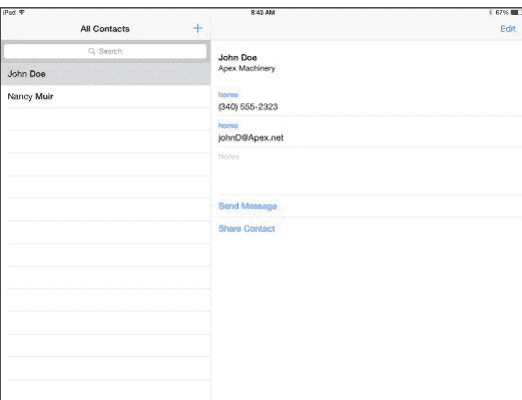 iPad
8:43 AM
67%
All Contacts
+
Edit
Search
John Doe
Nancy Muir
John Doe
Apex Machinery
home
(340) 555-2323
home
johnD@Apex.net
Notes
Send Message
Share Contact